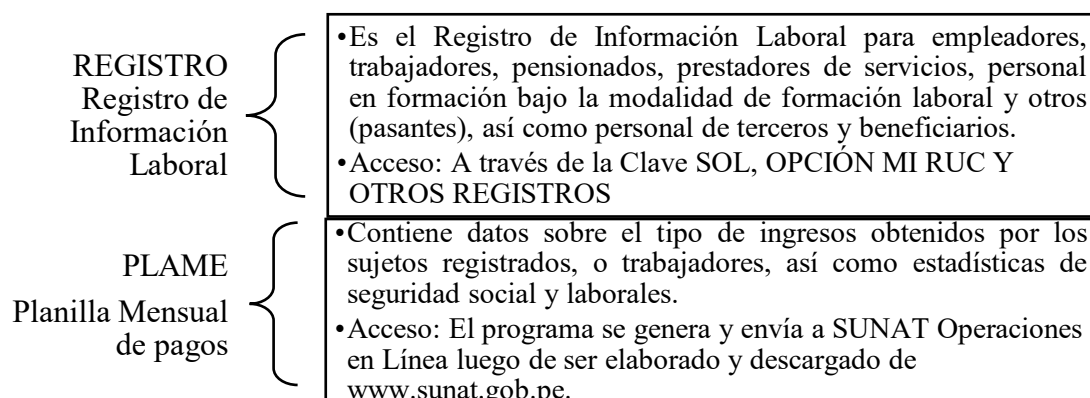 REGISTRO
Registro de
Información
Laboral
•Es el Registro de Información Laboral para empleadores,
trabajadores, pensionados, prestadores de servicios, personal
en formación bajo la modalidad de formación laboral y otros
(pasantes), así como personal de terceros y beneficiarios.
•Acceso: A través de la Clave SOL, OPCIÓN MI RUC Y
OTROS REGISTROS
PLAME
Planilla Mensual
de pagos
•Contiene datos sobre el tipo de ingresos obtenidos por los
sujetos registrados, o trabajadores, así como estadísticas de
seguridad social y laborales.
•Acceso: El programa se genera y envía a SUNAT Operaciones
en Línea luego de ser elaborado y descargado de
www.sunat.gob.pe.